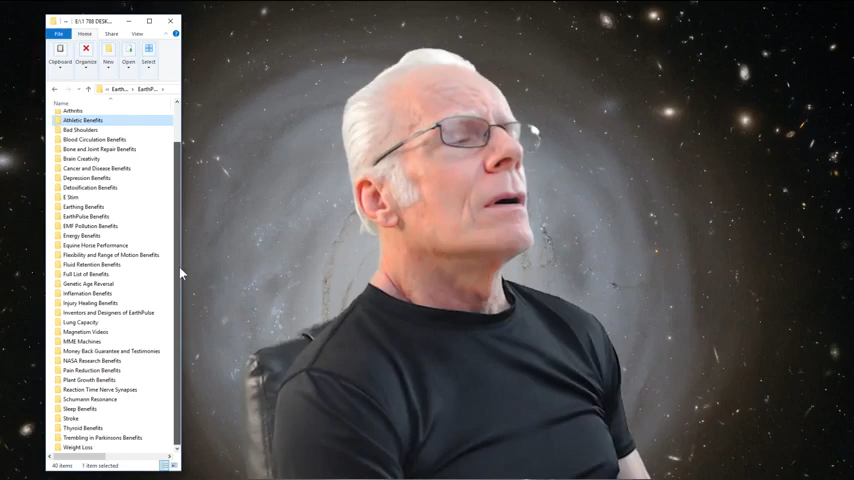 E:\1 788 DESK...
File
Home
Share
View
Clipboard
Organize
New
Open
Select
Earth...
EarthP...
Name
Arthritis
Athletic Benefits
Bad Shoulders
Blood Circulation Benefits
Bone and Joint Repair Benefits
Brain Creativity
Cancer and Disease Benefits
Depression Benefits
Detoxification Benefits
E Stim
Earthing Benefits
EarthPulse Benefits
EMF Pollution Benefits
Energy Benefits
Equine Horse Performance
Flexibility and Range of Motion Benefits
Fluid Retention Benefits
Full List of Benefits
Genetic Age Reversal
Inflamation Benefits
Injury Healing Benefits
Inventors and Designers of EarthPulse
Lung Capacity
Magnetism Videos
MME Machines
Money Back Guarantee and Testimonies
NASA Research Benefits
Pain Reduction Benefits
Plant Growth Benefits
Reaction Time Nerve Synapses
Schumann Resonance
Sleep Benefits
Stroke
Thyroid Benefits
Trembling in Parkinsons Benefits
Weight Loss
40 items
1 item selected